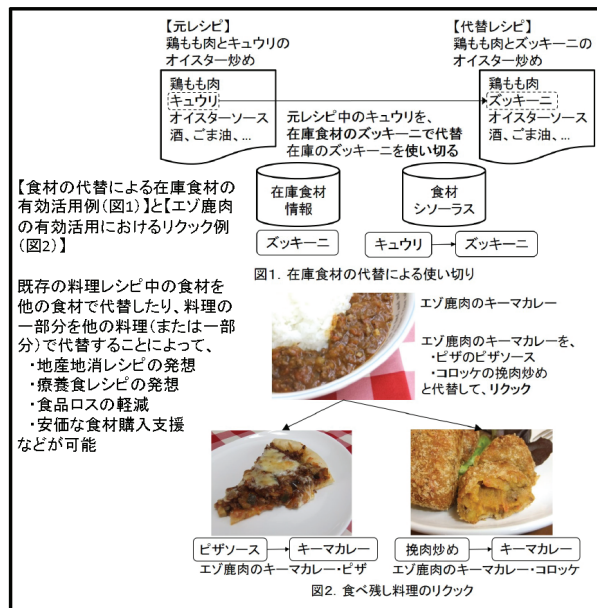 【元レシピ】
鶏もも肉とキュウリの
オイスター炒め
鶏もも肉
キュウリ
オイスターソース
酒、ごま油、...
【代替レシピ】
鶏もも肉とズッキーニの
オイスター炒め
鶏もも肉
ズッキーニ
オイスターソース
酒、ごま油、...
元レシピ中のキュウリを、
在庫食材のズッキーニで代替
在庫のズッキーニを使い切る
在庫食材
情報
ズッキーニ
食材
シソーラス
キュウリ
ズッキーニ
図1. 在庫食材の代替による使い切り
【食材の代替による在庫食材の
有効活用例(図1)】と【エゾ鹿肉
の有効活用におけるリクック例
(図2)】
既存の料理レシピ中の食材を
他の食材で代替したり、料理の
一部分を他の料理(または一部
分)で代替することによって、
・地産地消レシピの発想
・療養食レシピの発想
・食品ロスの軽減
・安価な食材購入支援
などが可能
エゾ鹿肉のキーマカレー
エゾ鹿肉のキーマカレーを、
・ピザのピザソース
・コロッケの挽肉炒め
と代替して、リクック
ピザソース
キーマカレー
エゾ鹿肉のキーマカレー・ピザ
挽肉炒め
キーマカレー
エゾ鹿肉のキーマカレー・コロッケ
図2. 食べ残し料理のリクック